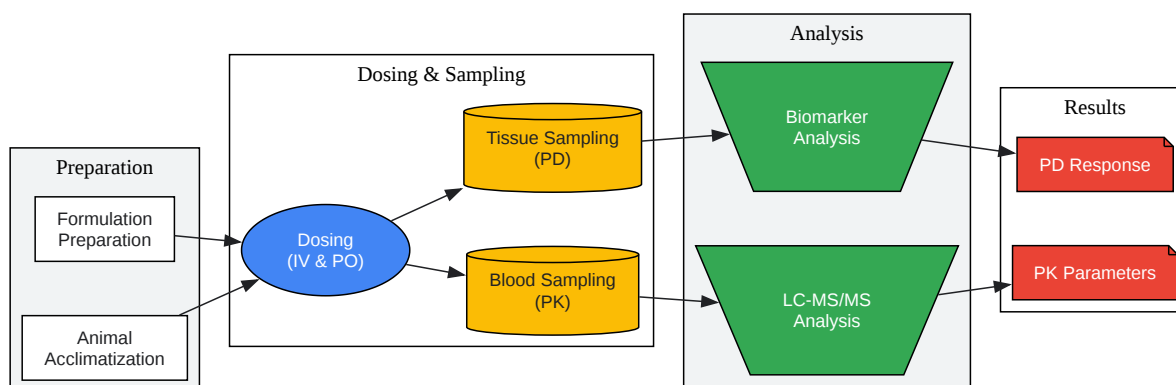 Preparation
Formulation
Preparation
Animal
Acclimatization
Dosing & Sampling
Dosing
(IV & PO)
Tissue Sampling
(PD)
Blood Sampling
(PK)
Analysis
Biomarker
Analysis
LC-MS/MS
Analysis
Results
PD Response
PK Parameters